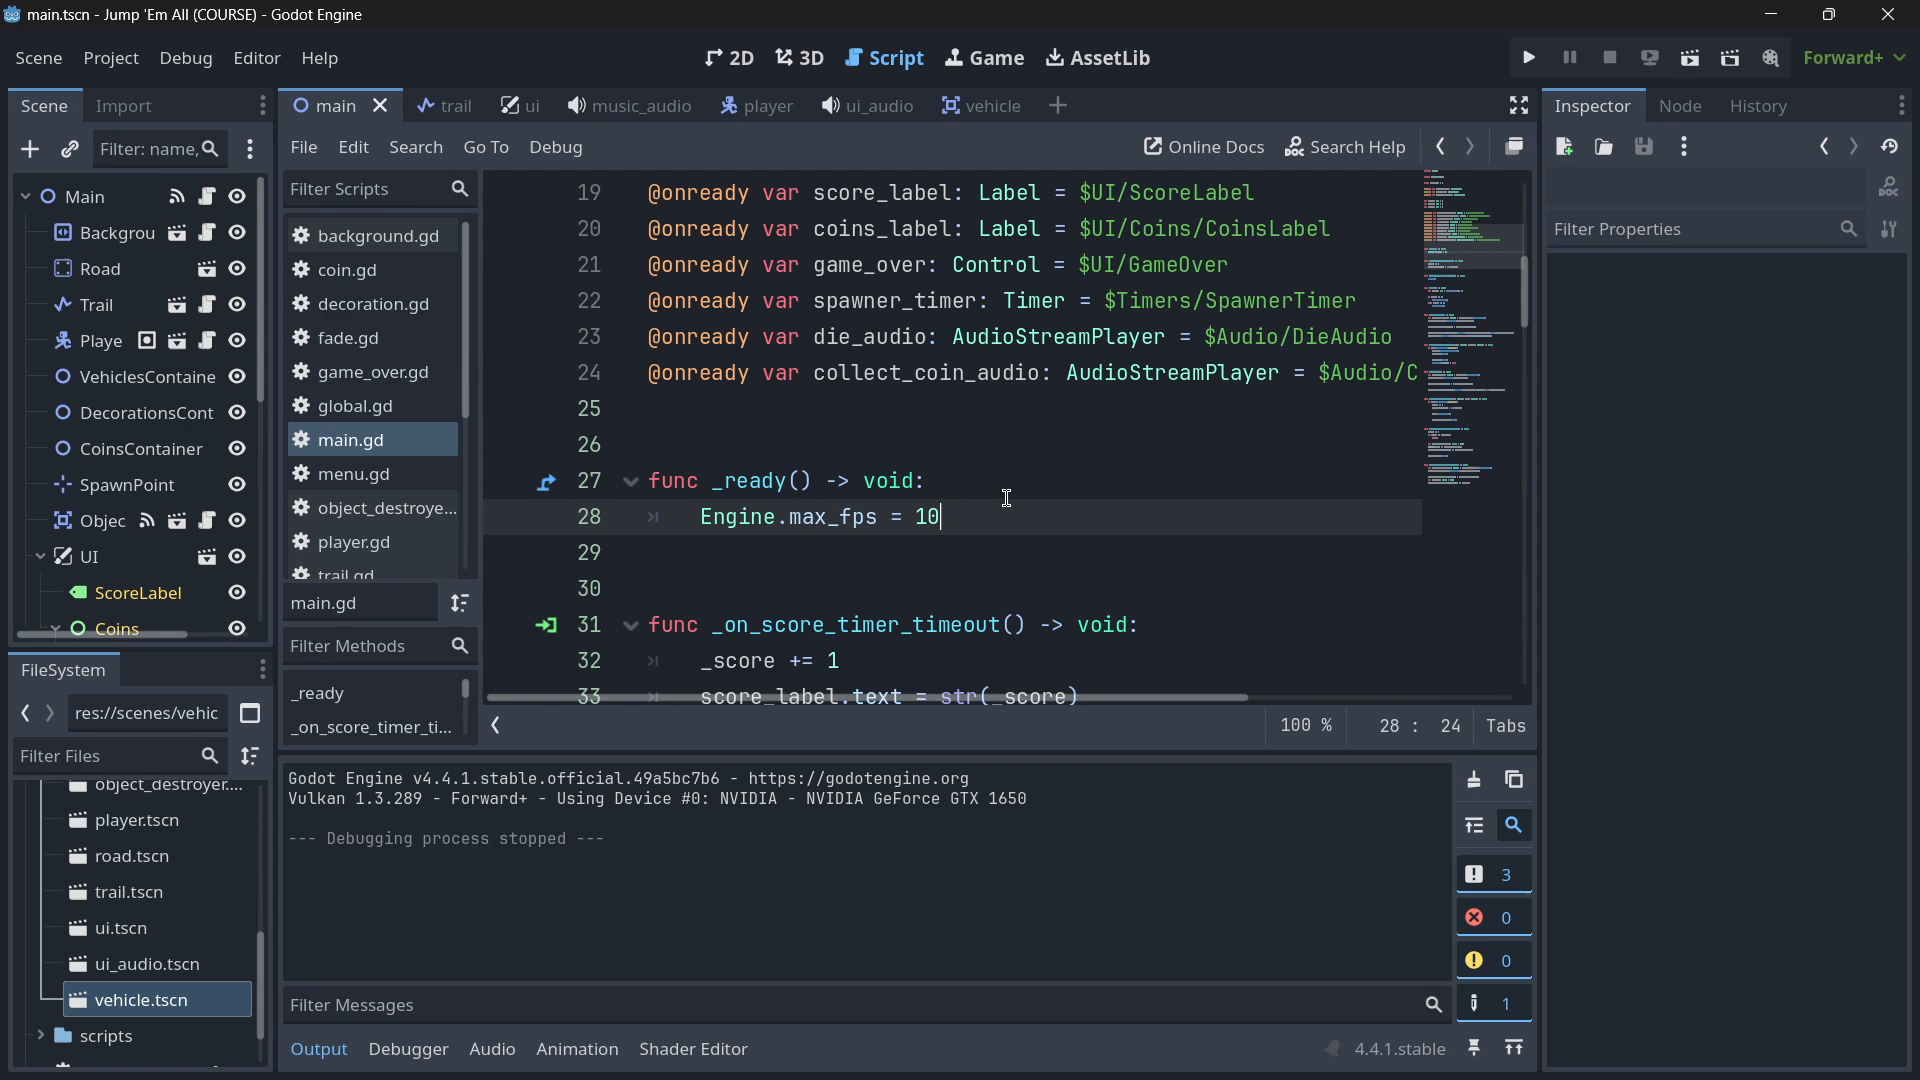 main.tscn - Jump 'Em All (COURSE) - Godot Engine
Scene Project Debug Editor Help
2D 3D Script Game AssetLib
Forward+
Scene Import
main trail ui music_audio player ui_audio vehicle
Inspector Node History
Filter: name,
File Edit Search Go To Debug
Online Docs Search Help
Filter Scripts
Filter Properties
Main
Backgrou
Road
Trail
Playe
VehiclesContaine
DecorationsCont
CoinsContainer
SpawnPoint
Objec
UI
ScoreLabel
Coins
background.gd
coin.gd
decoration.gd
fade.gd
game_over.gd
global.gd
main.gd
menu.gd
object_destroye...
player.gd
trail.gd
main.gd
Filter Methods
_ready
_on_score_timer_ti...
19 @onready var score_label: Label = $UI/ScoreLabel
20 @onready var coins_label: Label = $UI/Coins/CoinsLabel
21 @onready var game_over: Control = $UI/GameOver
22 @onready var spawner_timer: Timer = $Timers/SpawnerTimer
23 @onready var die_audio: AudioStreamPlayer = $Audio/DieAudio
24 @onready var collect_coin_audio: AudioStreamPlayer = $Audio/C
25
26
27 func _ready() -> void:
28 Engine.max_fps = 10
29
30
31 func _on_score_timer_timeout() -> void:
32 _score += 1
33 score_label.text = str(_score)
100 % 28 : 24 Tabs
FileSystem
res://scenes/vehic
Filter Files
object_destroyer....
player.tscn
road.tscn
trail.tscn
ui.tscn
ui_audio.tscn
vehicle.tscn
scripts
Godot Engine v4.4.1.stable.official.49a5bc7b6 - https://godotengine.org
Vulkan 1.3.289 - Forward+ - Using Device #0: NVIDIA - NVIDIA GeForce GTX 1650
--- Debugging process stopped ---
3
0
0
1
Filter Messages
Output Debugger Audio Animation Shader Editor
4.4.1.stable